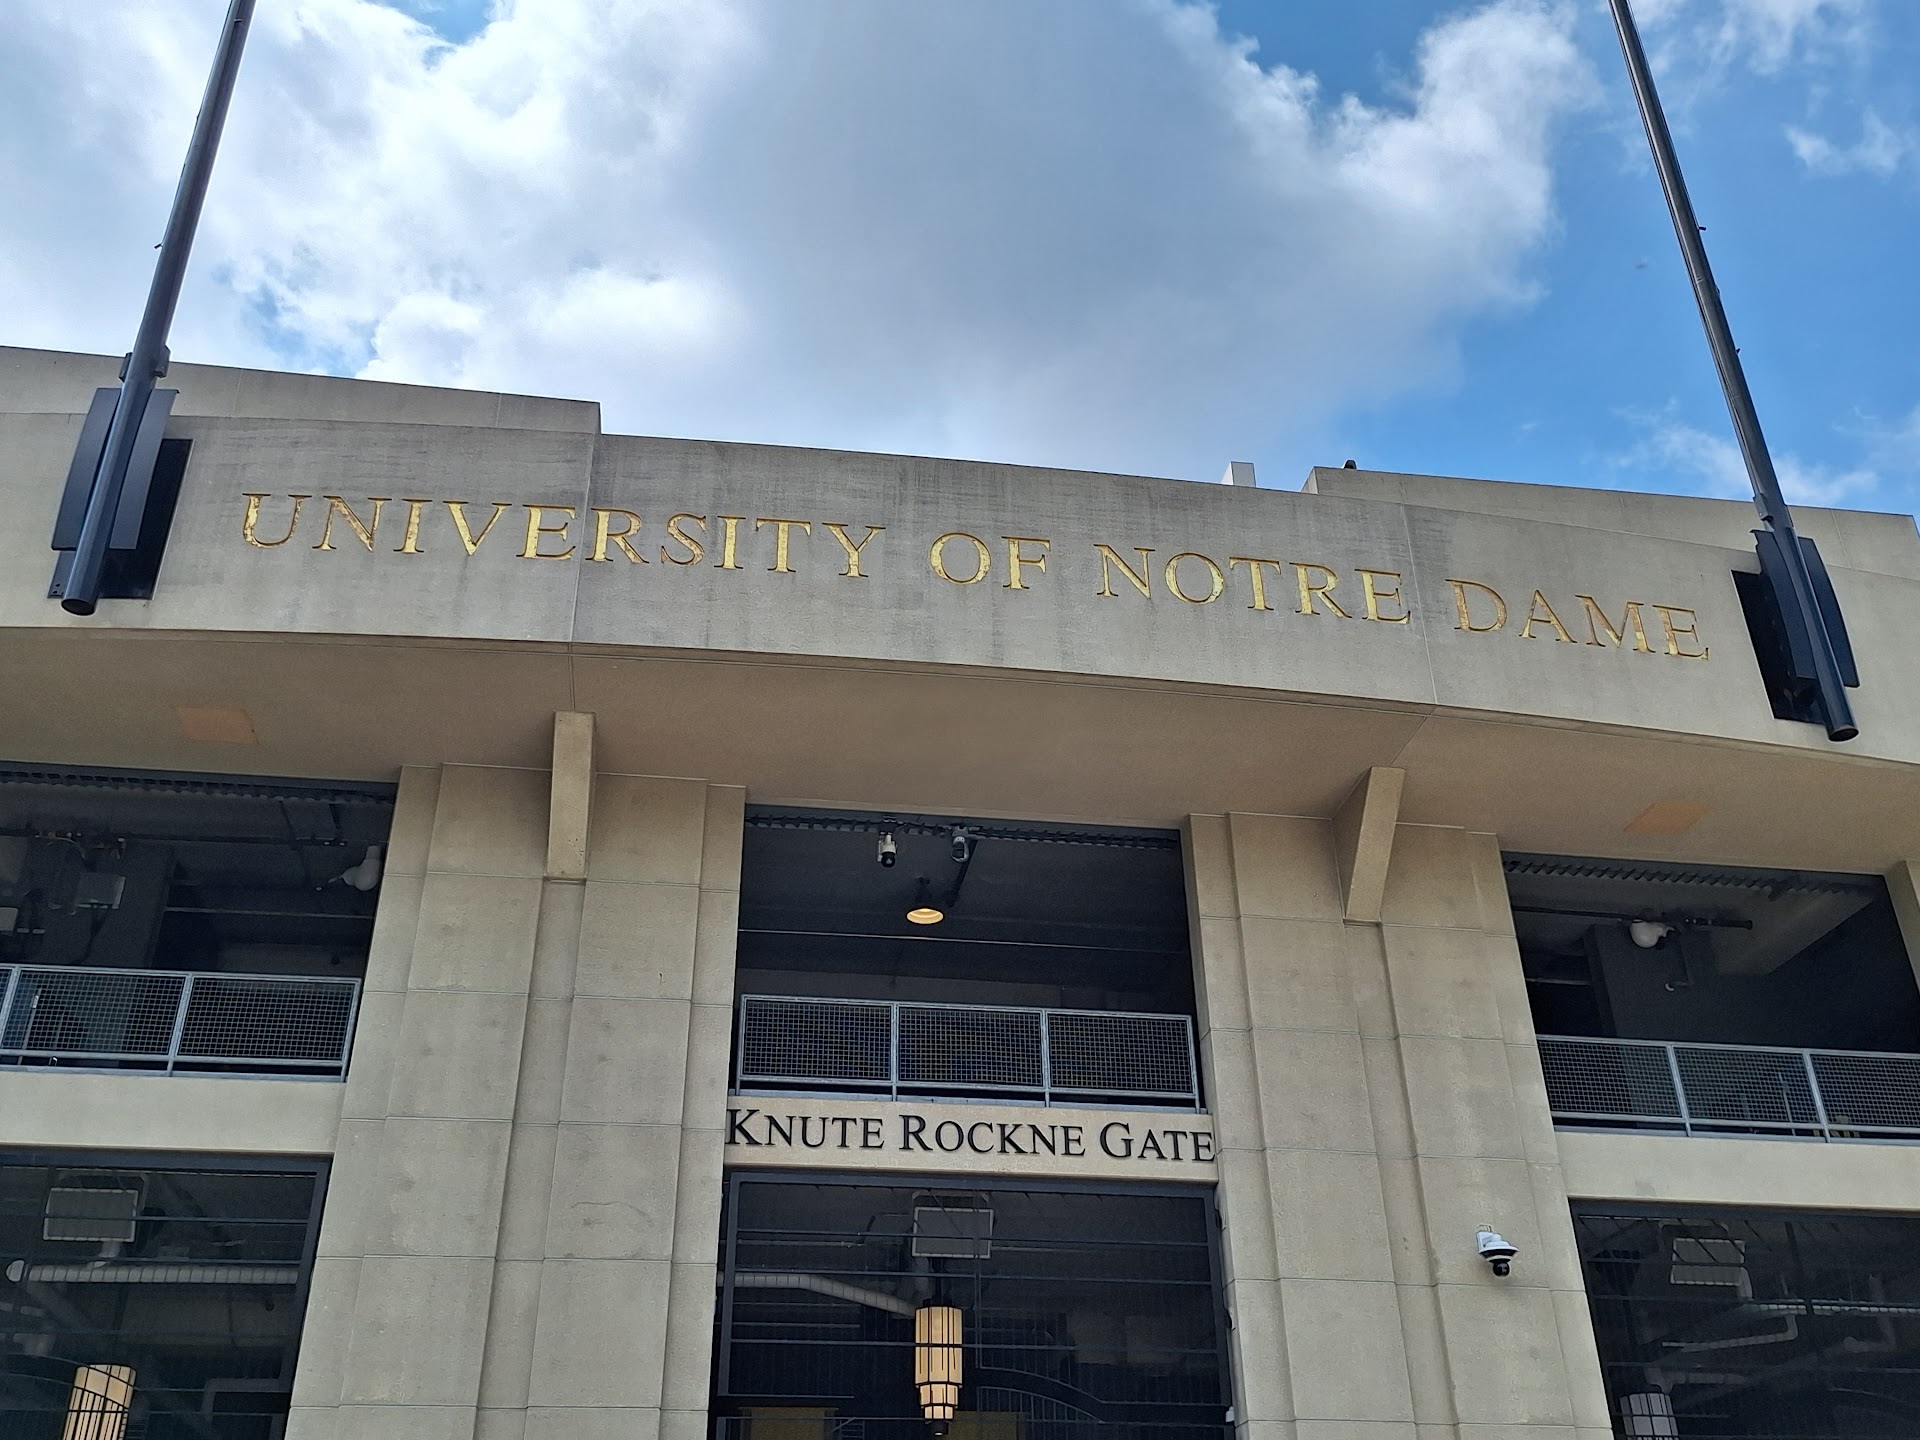 UNIVERSITY OF NOTRE DAME
KNUTE ROCKNE GATE